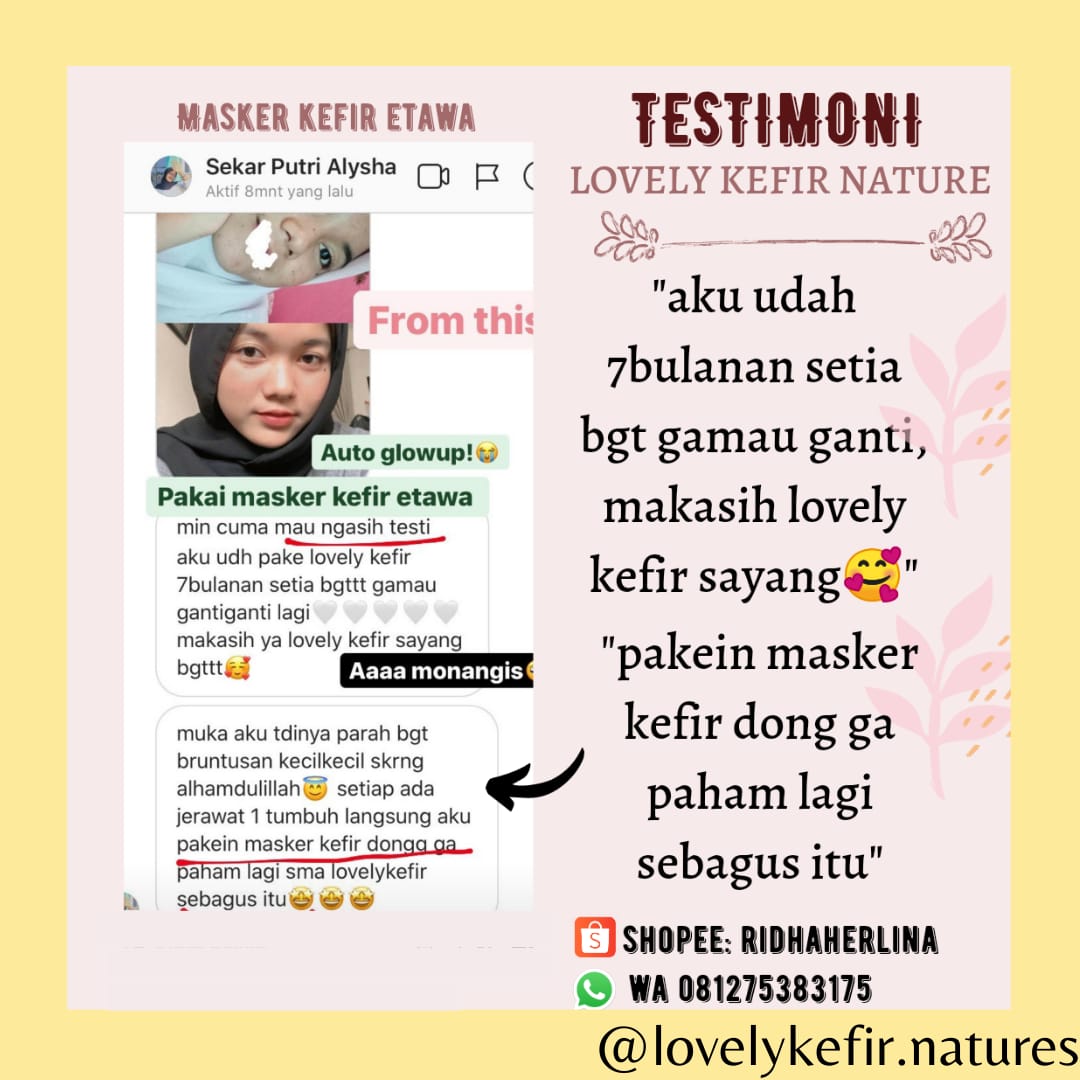 MASKER KEFIR ETAWA
Sekar Putri Alysha
Aktif 8mnt yang lalu
From this
Auto glowup!😭
Pakai masker kefir etawa
min cuma mau ngasih testi
aku udh pake lovely kefir
7bulanan setia bgttt gamau
gantiganti lagi🤍🤍🤍🤍🤍
makasih ya lovely kefir sayang
bgttt🥰
Aaaa monangis
muka aku tdinya parah bgt
bruntusan kecilkecil skrng
alhamdulillah😇 setiap ada
jerawat 1 tumbuh langsung aku
pakein masker kefir dongg ga
paham lagi sma lovelykefir
sebagus itu🤩🤩🤩
TESTIMONI
LOVELY KEFIR NATURE
"aku udah
7bulanan setia
bgt gamau ganti,
makasih lovely
kefir sayang🥰"
"pakein masker
kefir dong ga
paham lagi
sebagus itu"
SHOPEE: RIDHAHERLINA
WA 081275383175
@lovelykefir.natures